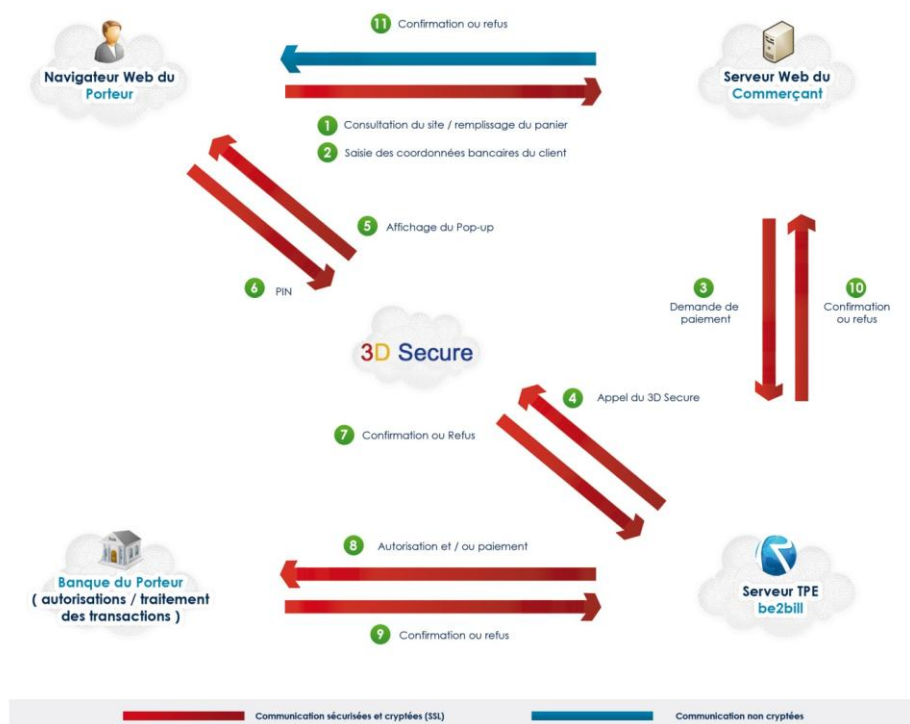 11 Confirmation ou refus
Navigateur Web du
Porteur
Serveur Web du
Commerçant
1 Consultation du site / remplissage du panier
2 Saisie des coordonnées bancaires du client
5 Affichage du Pop-up
6 PIN
3
Demande de
paiement
10
Confirmation
ou refus
3D Secure
4 Appel du 3D Secure
7 Confirmation ou Refus
8 Autorisation et / ou paiement
Banque du Porteur
( autorisations / traitement
des transactions )
Serveur TPE
be2bill
9 Confirmation ou refus
Communication sécurisées et cryptées (SSL)
Communication non cryptées